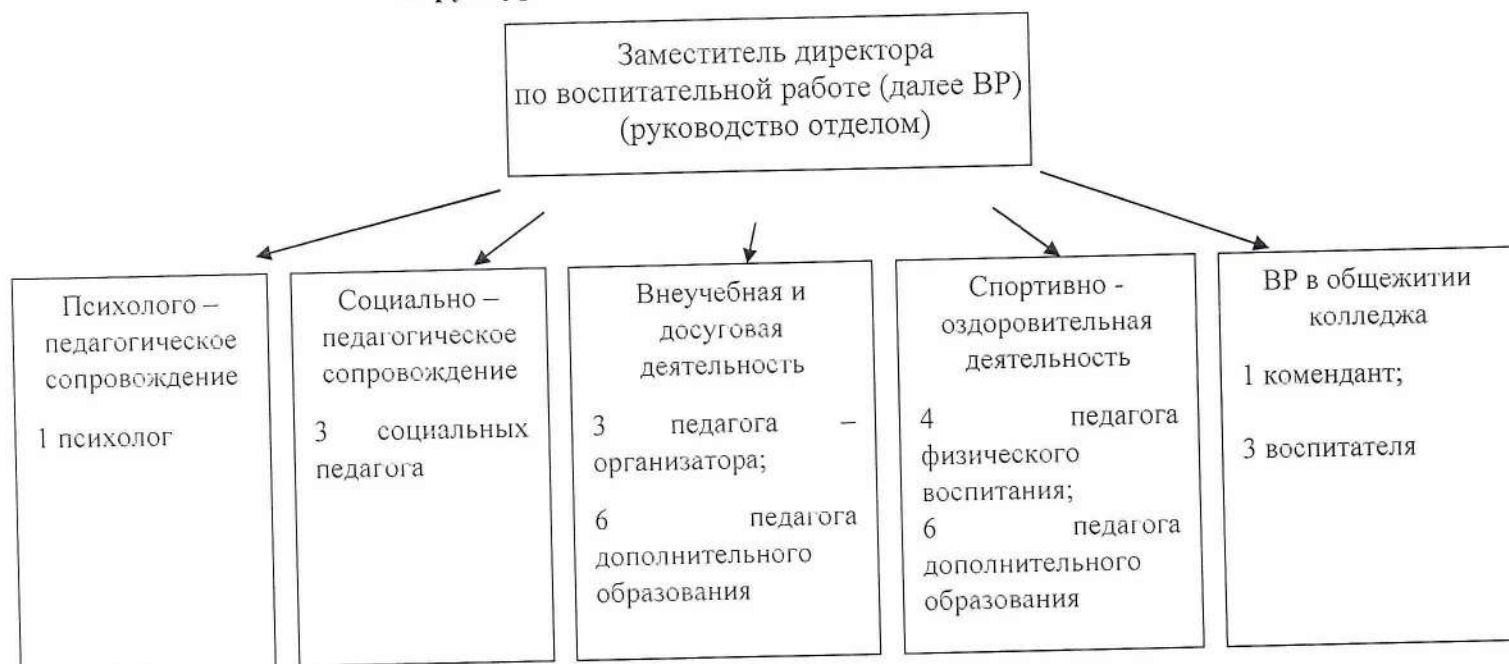 Заместитель директора
по воспитательной работе (далее ВР)
(руководство отделом)
Психолого –
педагогическое
сопровождение
1 психолог
Социально –
педагогическое
сопровождение
3 социальных
педагога
Внеучебная и
досуговая
деятельность
3 педагога –
организатора;
6 педагога
дополнительного
образования
Спортивно -
оздоровительная
деятельность
4 педагога
физического
воспитания;
6 педагога
дополнительного
образования
ВР в общежитии
колледжа
1 комендант;
3 воспитателя